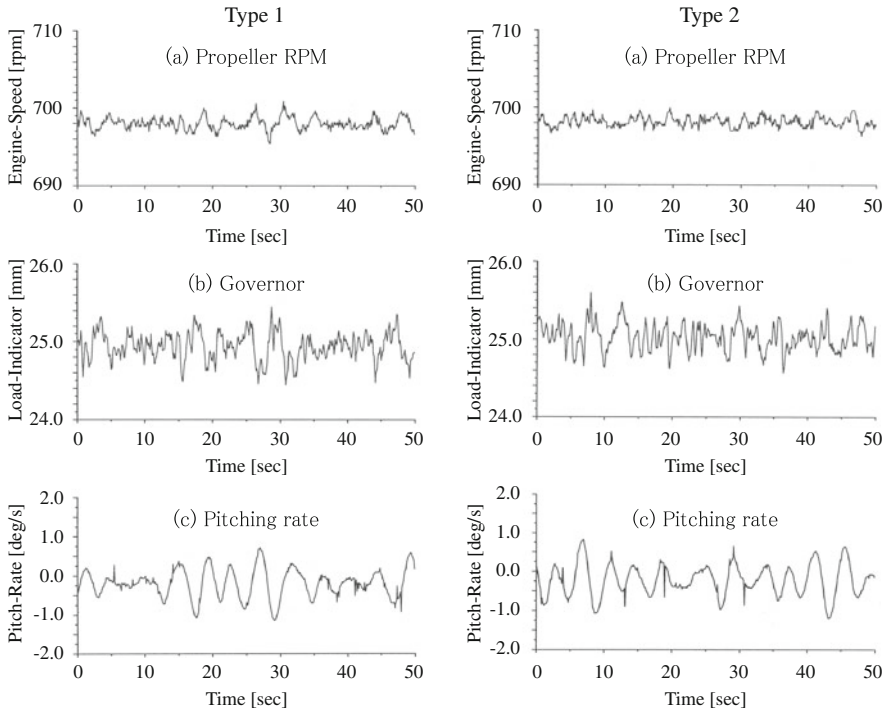 Type 1
Engine-Speed [rpm]
710
700
690
(a) Propeller RPM
0 10 20 30 40 50
Time [sec]
Load-Indicator [mm]
26.0
25.0
24.0
(b) Governor
0 10 20 30 40 50
Time [sec]
Pitch-Rate [deg/s]
2.0
1.0
0.0
-1.0
-2.0
(c) Pitching rate
0 10 20 30 40 50
Time [sec]
Type 2
Engine-Speed [rpm]
710
700
690
(a) Propeller RPM
0 10 20 30 40 50
Time [sec]
Load-Indicator [mm]
26.0
25.0
24.0
(b) Governor
0 10 20 30 40 50
Time [sec]
Pitch-Rate [deg/s]
2.0
1.0
0.0
-1.0
-2.0
(c) Pitching rate
0 10 20 30 40 50
Time [sec]